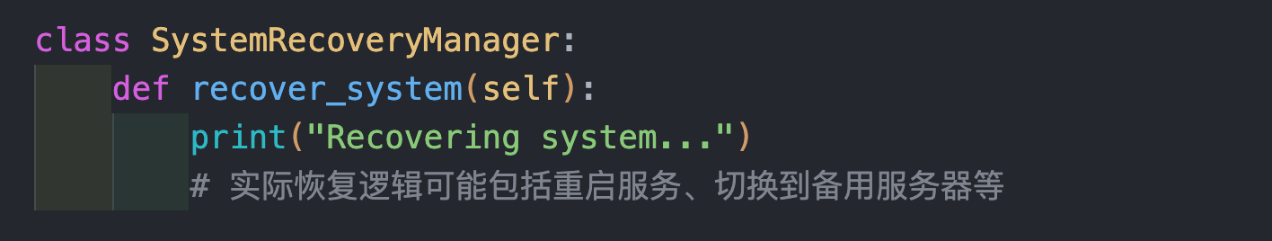 class SystemRecoveryManager:
    def recover_system(self):
        print("Recovering system...")
        # 实际恢复逻辑可能包括重启服务、切换到备用服务器等